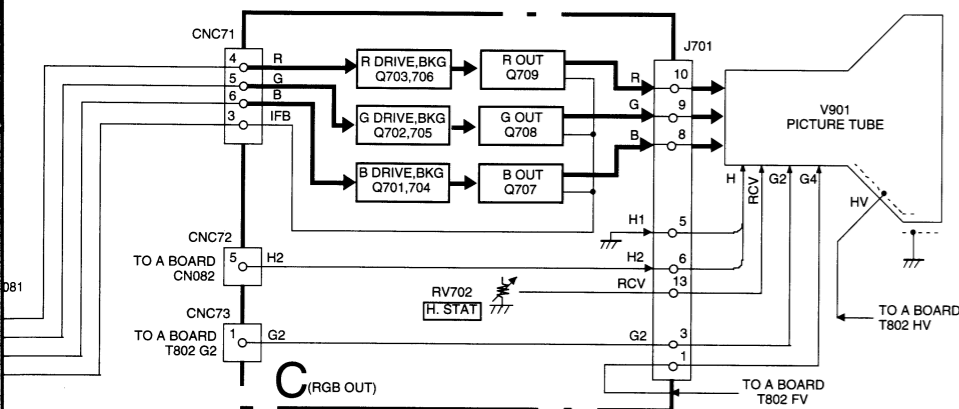 CNC71
J701
4 R
5 G
6 B
3 IFB
R DRIVE,BKG
Q703,706
R OUT
Q709
G DRIVE,BKG
Q702,705
G OUT
Q708
B DRIVE,BKG
Q701,704
B OUT
Q707
R 10
G 9
B 8
V901
PICTURE TUBE
H
RCV
G2
G4
HV
H1 5
CNC72
TO A BOARD
CN082
5 H2
H2 6
RCV 13
RV702
H. STAT
081
CNC73
TO A BOARD
T802 G2
1 G2
G2 3
1
TO A BOARD
T802 HV
TO A BOARD
T802 FV
C (RGB OUT)